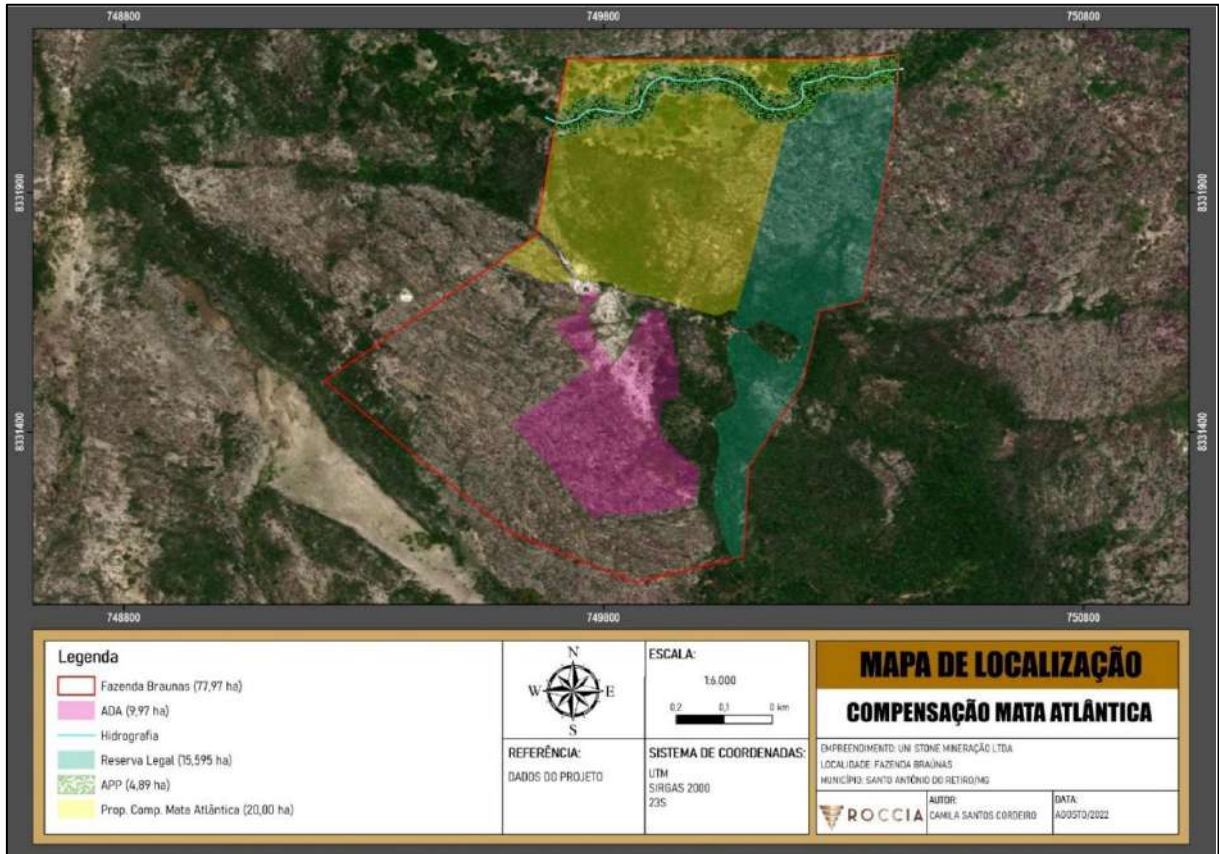 748800 749800 750800
8331900 8331900
8331400 8331400
748800 749800 750800
Legenda
Fazenda Braunas (77,97 ha)
ADA (9,97 ha)
Hidrografia
Reserva Legal (15,595 ha)
APP (4,89 ha)
Prop. Comp. Mata Atlântica (20,00 ha)
N
W E
S
REFERÊNCIA:
DADOS DO PROJETO
ESCALA:
1:6.000
0,2 0,1 0 km
SISTEMA DE COORDENADAS:
UTM
SIRGAS 2000
23S
MAPA DE LOCALIZAÇÃO
COMPENSAÇÃO MATA ATLÂNTICA
EMPREENDIMENTO: UNI STONE MINERAÇÃO LTDA
LOCALIDADE: FAZENDA BRAÚNAS
MUNICÍPIO: SANTO ANTÔNIO DO RETIRO/MG
ROCCIA
AUTOR:
CAMILA SANTOS CORDEIRO
DATA:
AGOSTO/2022